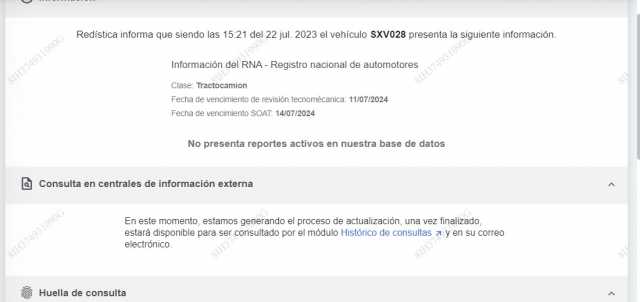 Redística informa que siendo las 15:21 del 22 jul. 2023 el vehículo SXV028 presenta la siguiente información.
Información del RNA - Registro nacional de automotores
Clase: Tractocamion
Fecha de vencimiento de revisión tecnomécanica: 11/07/2024
Fecha de vencimiento SOAT: 14/07/2024
No presenta reportes activos en nuestra base de datos
Consulta en centrales de información externa
En este momento, estamos generando el proceso de actualización, una vez finalizado,
estará disponible para ser consultado por el módulo Histórico de consultas y en su correo
electrónico.
Huella de consulta